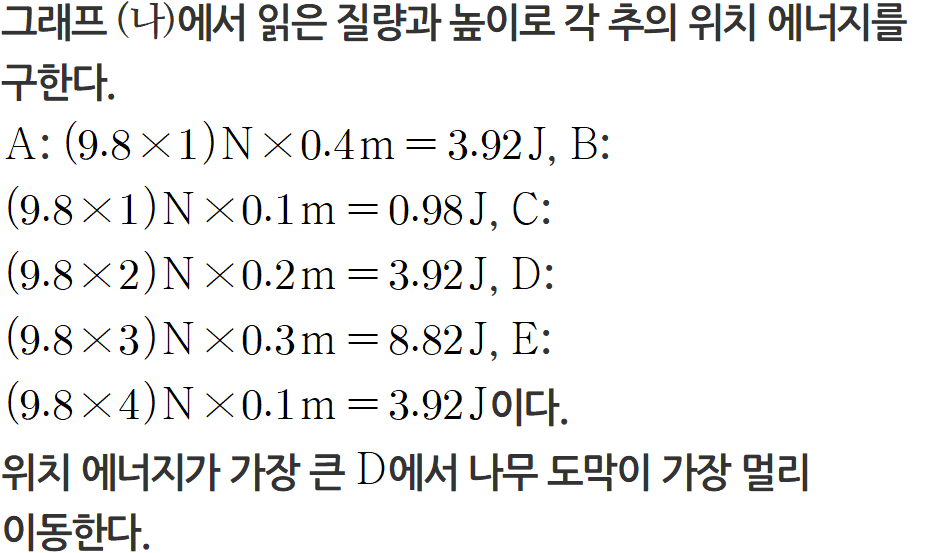 그래프 (나)에서 읽은 질량과 높이로 각 추의 위치 에너지를
구한다.
A: (9.8×1)N×0.4m=3.92J, B:
(9.8×1)N×0.1m=0.98J, C:
(9.8×2)N×0.2m=3.92J, D:
(9.8×3)N×0.3m=8.82J, E:
(9.8×4)N×0.1m=3.92J이다.
위치 에너지가 가장 큰 D에서 나무 도막이 가장 멀리
이동한다.